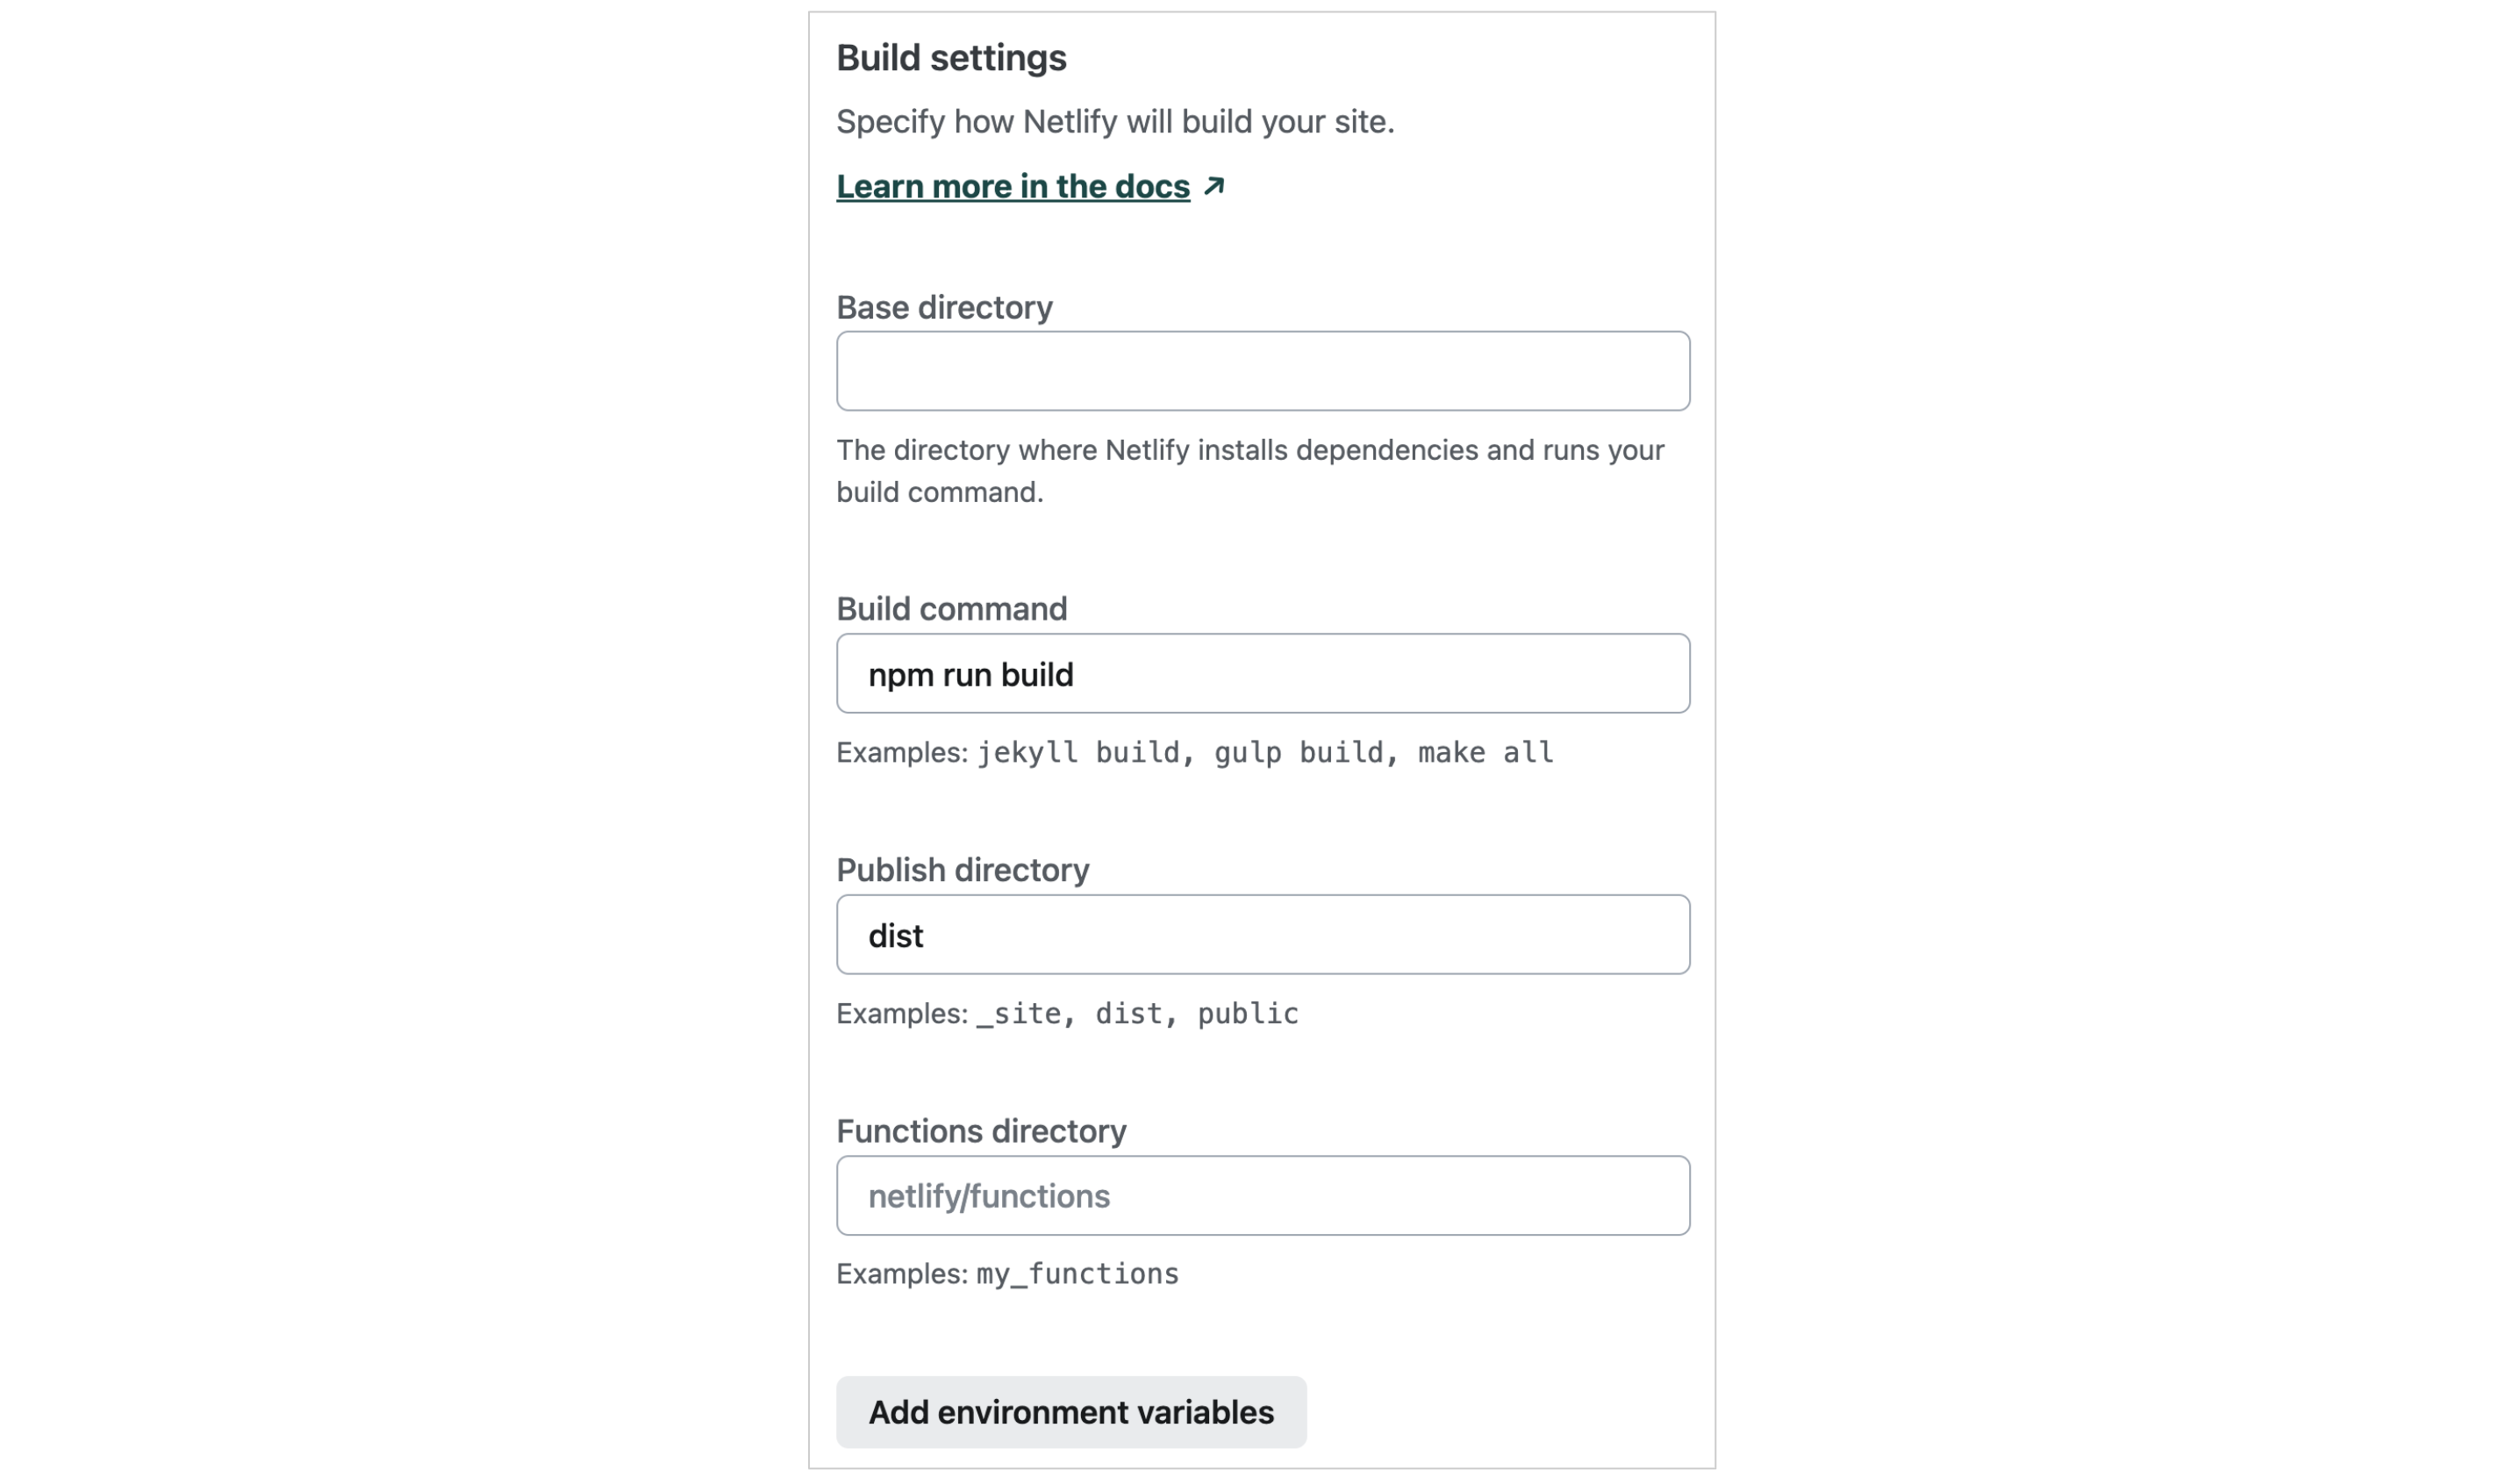 Build settings
Specify how Netlify will build your site.
Learn more in the docs ↗
Base directory
The directory where Netlify installs dependencies and runs your
build command.
Build command
npm run build
Examples: jekyll build, gulp build, make all
Publish directory
dist
Examples: _site, dist, public
Functions directory
netlify/functions
Examples: my_functions
Add environment variables